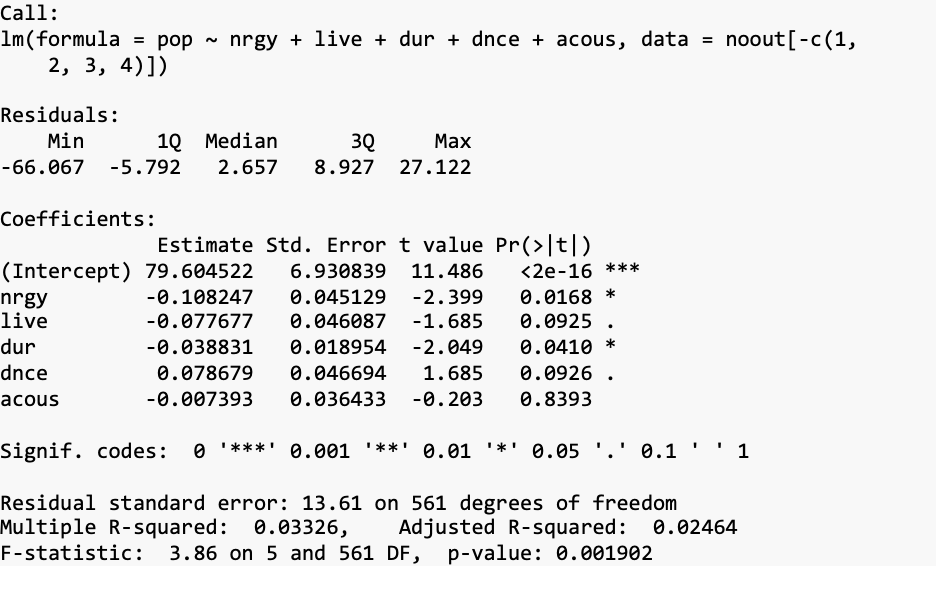 Call:
lm(formula = pop ~ nrgy + live + dur + dnce + acous, data = noout[-c(1,
    2, 3, 4)])
Residuals:
    Min      1Q  Median      3Q     Max
-66.067  -5.792   2.657   8.927  27.122
Coefficients:
             Estimate Std. Error t value Pr(>|t|)
(Intercept) 79.604522   6.930839  11.486   <2e-16 ***
nrgy        -0.108247   0.045129  -2.399   0.0168 *
live        -0.077677   0.046087  -1.685   0.0925 .
dur         -0.038831   0.018954  -2.049   0.0410 *
dnce         0.078679   0.046694   1.685   0.0926 .
acous       -0.007393   0.036433  -0.203   0.8393
Signif. codes:  0 '***' 0.001 '**' 0.01 '*' 0.05 '.' 0.1 ' ' 1
Residual standard error: 13.61 on 561 degrees of freedom
Multiple R-squared:  0.03326,    Adjusted R-squared:  0.02464
F-statistic:  3.86 on 5 and 561 DF,  p-value: 0.001902